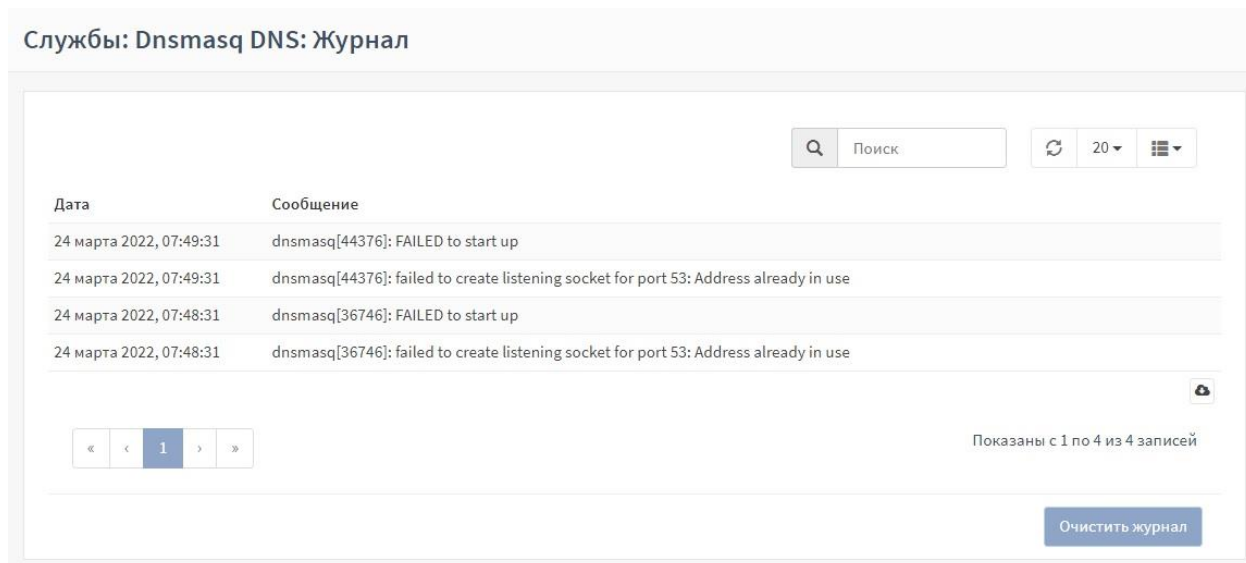 Службы: Dnsmasq DNS: Журнал
Поиск
20
Дата Сообщение
24 марта 2022, 07:49:31 dnsmasq[44376]: FAILED to start up
24 марта 2022, 07:49:31 dnsmasq[44376]: failed to create listening socket for port 53: Address already in use
24 марта 2022, 07:48:31 dnsmasq[36746]: FAILED to start up
24 марта 2022, 07:48:31 dnsmasq[36746]: failed to create listening socket for port 53: Address already in use
« ‹ 1 › »
Показаны с 1 по 4 из 4 записей
Очистить журнал